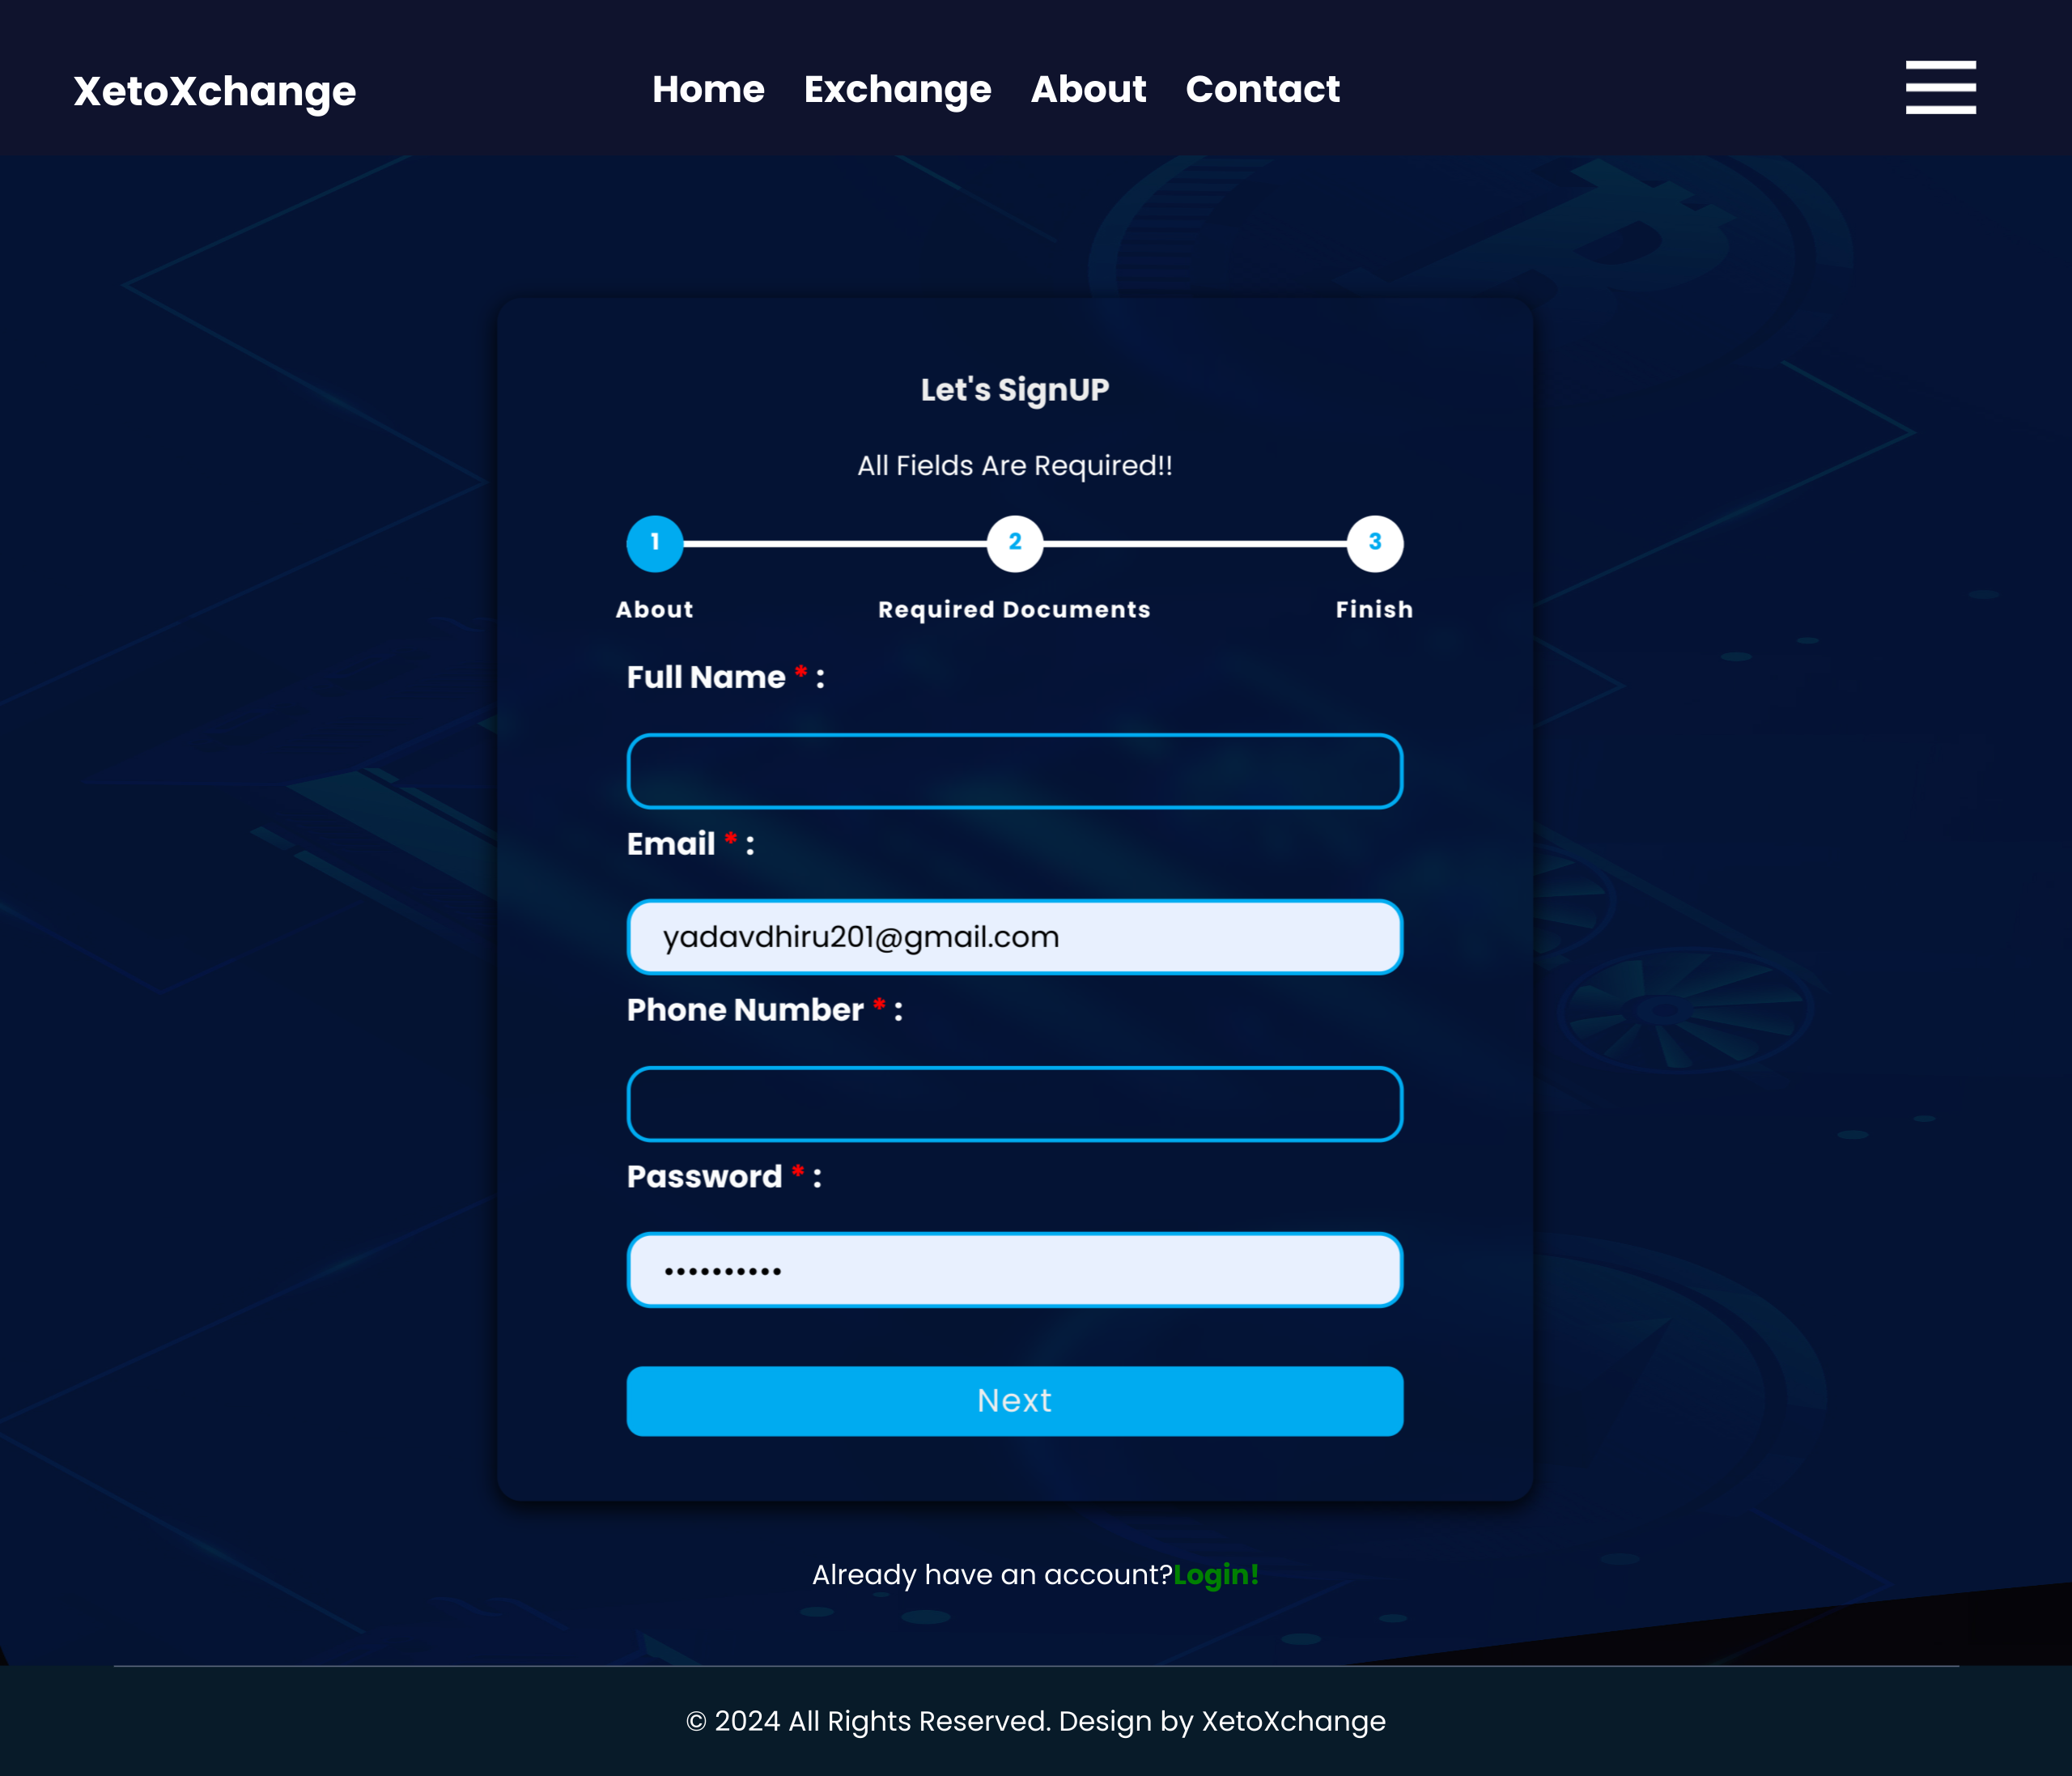 XetoXchange
Home Exchange About Contact
Let's SignUP
All Fields Are Required!!
1 2 3
About Required Documents Finish
Full Name * :
Email * :
yadavdhiru201@gmail.com
Phone Number * :
Password * :
••••••••••
Next
Already have an account?Login!
© 2024 All Rights Reserved. Design by XetoXchange